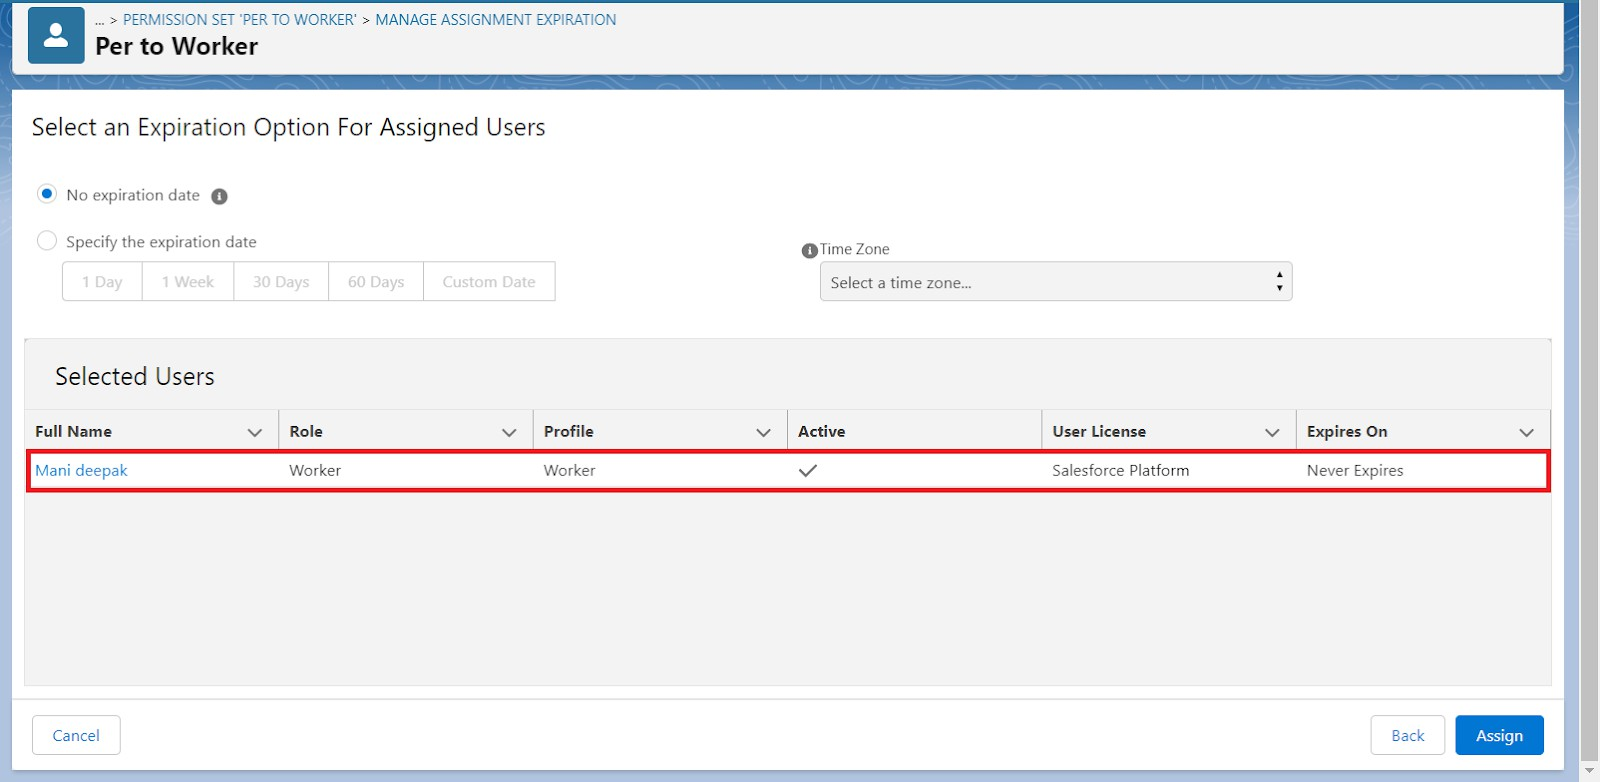 ... > PERMISSION SET 'PER TO WORKER' > MANAGE ASSIGNMENT EXPIRATION
Per to Worker
Select an Expiration Option For Assigned Users
No expiration date
Specify the expiration date
Time Zone
1 Day 1 Week 30 Days 60 Days Custom Date
Select a time zone...
Selected Users
Full Name Role Profile Active User License Expires On
Mani deepak Worker Worker Salesforce Platform Never Expires
Cancel Back Assign